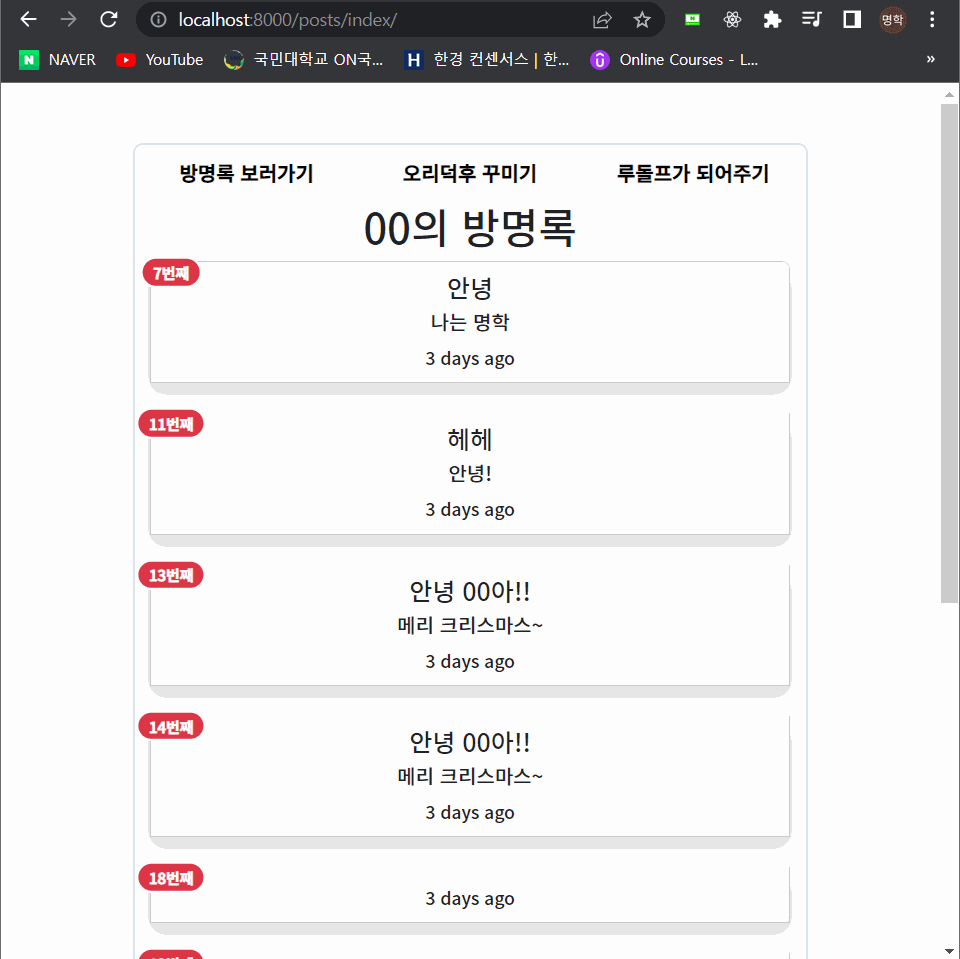 localhost:8000/posts/index/
명학
NAVER
YouTube
국민대학교 ON국...
H 한경 컨센서스 | 한...
Online Courses - L...
»
방명록 보러가기
오리덕후 꾸미기
루돌프가 되어주기
00의 방명록
7번째
안녕
나는 명학
3 days ago
11번째
헤헤
안녕!
3 days ago
13번째
안녕 00아!!
메리 크리스마스~
3 days ago
14번째
안녕 00아!!
메리 크리스마스~
3 days ago
18번째
3 days ago